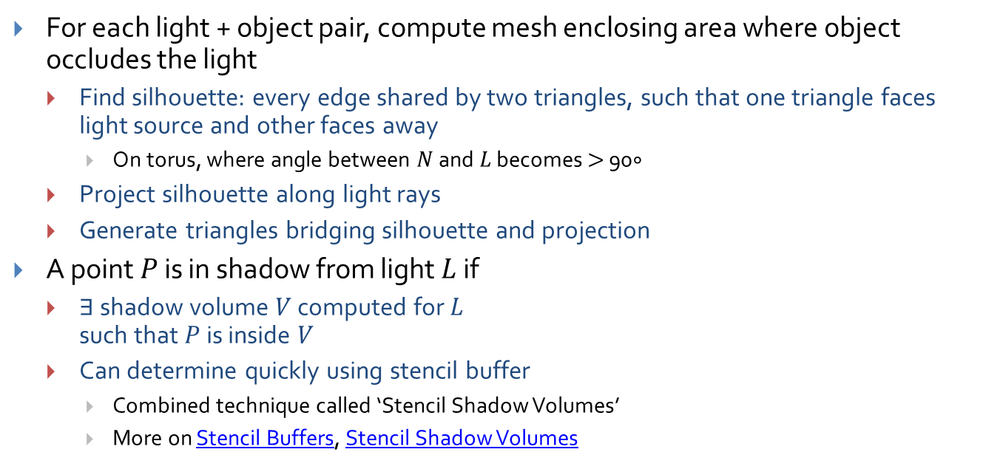 For each light + object pair, compute mesh enclosing area where object
occludes the light
Find silhouette: every edge shared by two triangles, such that one triangle faces
light source and other faces away
On torus, where angle between N and L becomes > 90°
Project silhouette along light rays
Generate triangles bridging silhouette and projection
A point P is in shadow from light L if
∃ shadow volume V computed for L
such that P is inside V
Can determine quickly using stencil buffer
Combined technique called ‘Stencil Shadow Volumes’
More on Stencil Buffers, Stencil Shadow Volumes